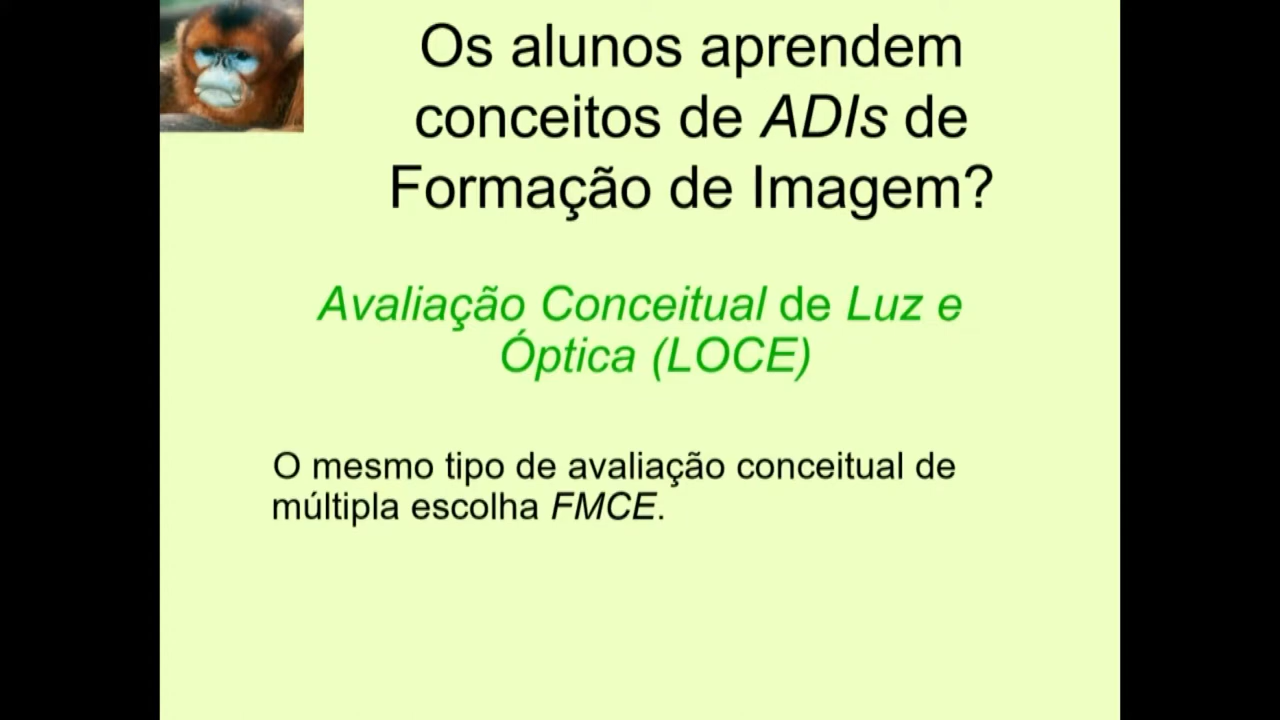 Os alunos aprendem
conceitos de ADIs de
Formação de Imagem?
Avaliação Conceitual de Luz e
Óptica (LOCE)
O mesmo tipo de avaliação conceitual de
múltipla escolha FMCE.